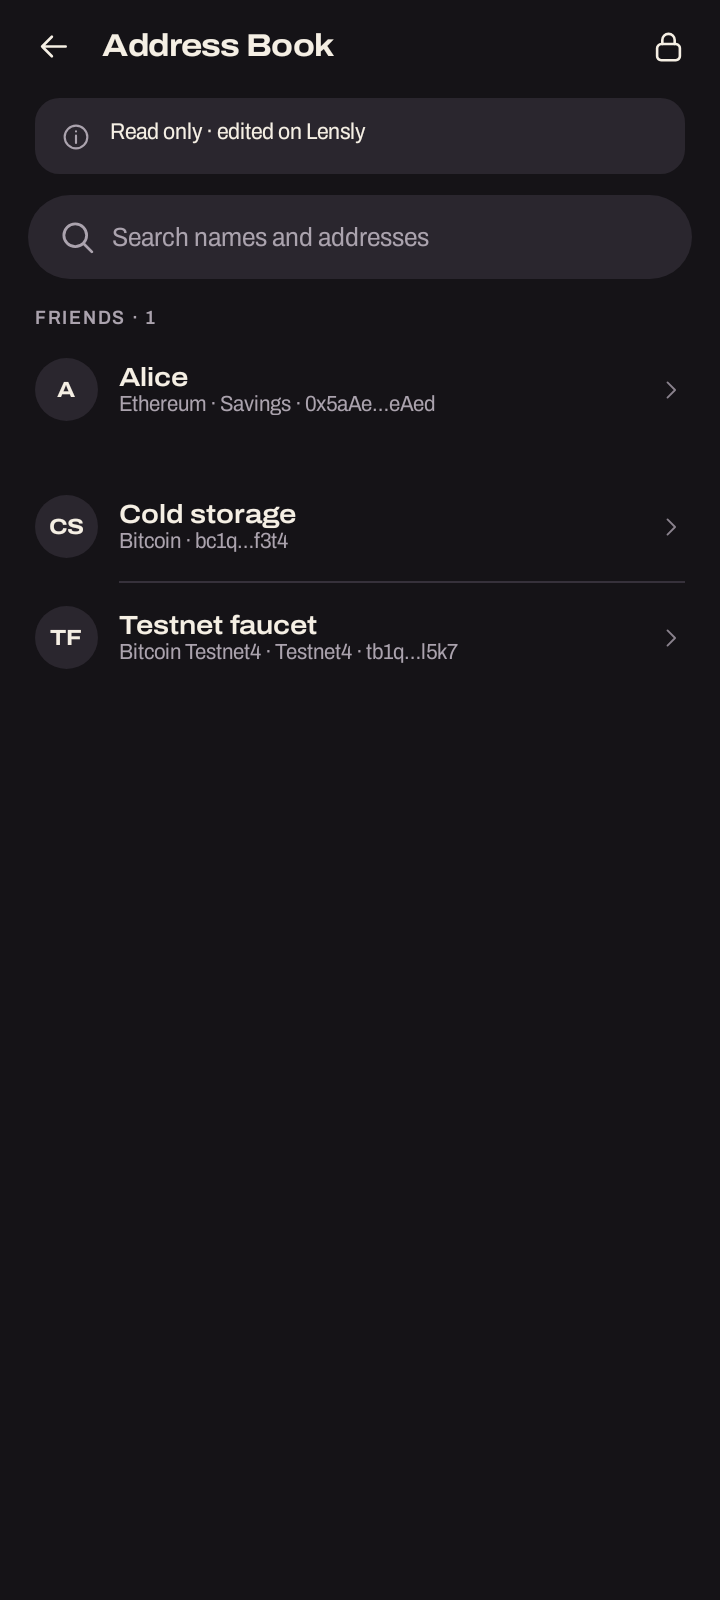 Address Book
Read only · edited on Lensly
Search names and addresses
FRIENDS · 1
A
Alice
Ethereum · Savings · 0x5aAe...eAed
CS
Cold storage
Bitcoin · bc1q...f3t4
TF
Testnet faucet
Bitcoin Testnet4 · Testnet4 · tb1q...l5k7